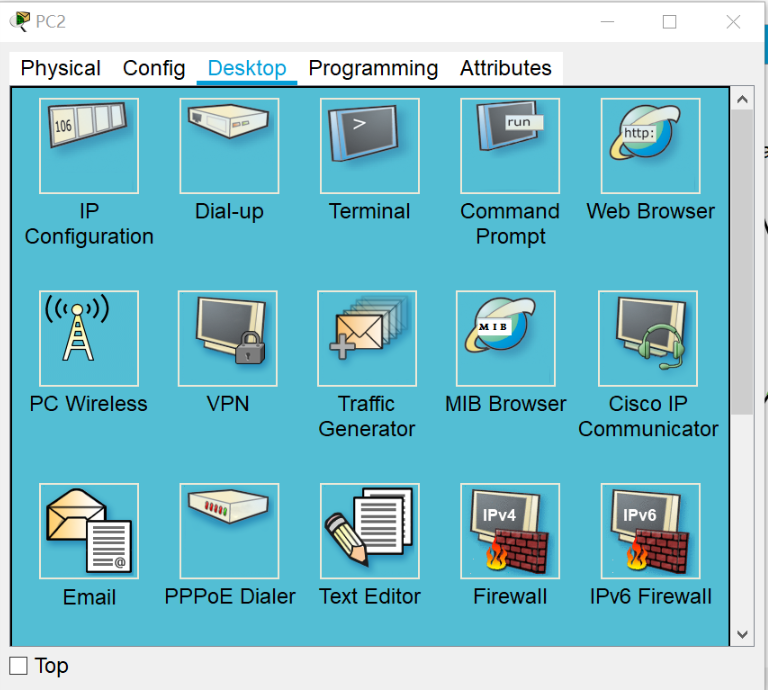 PC2
Physical Config Desktop Programming Attributes
106
>
run
http:
IP
Configuration
Dial-up
Terminal
Command
Prompt
Web Browser
MIB
PC Wireless
VPN
Traffic
Generator
MIB Browser
Cisco IP
Communicator
@
IPv4
IPv6
Email
PPPoE Dialer
Text Editor
Firewall
IPv6 Firewall
Top